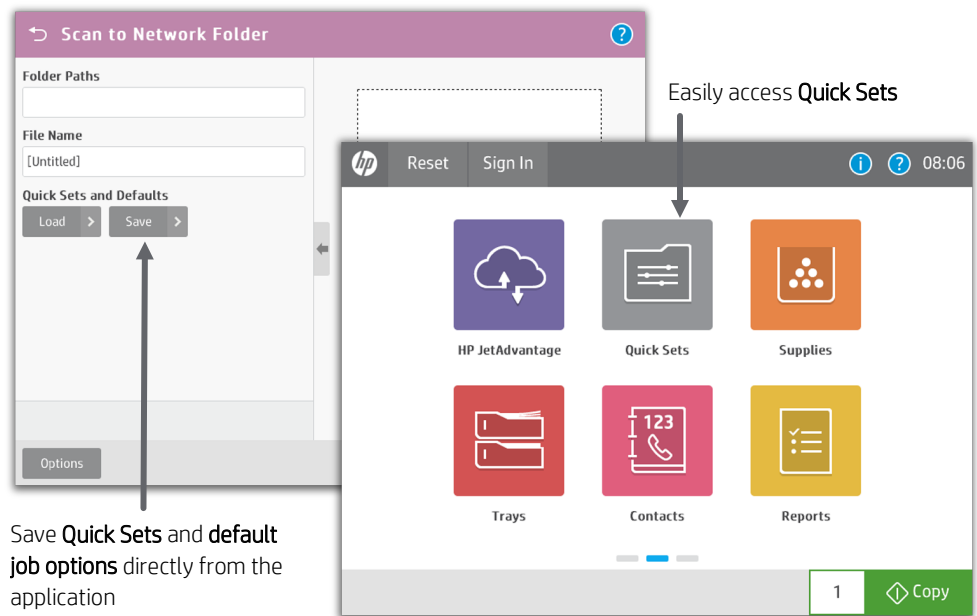 Scan to Network Folder
?
Folder Paths
File Name
[Untitled]
Quick Sets and Defaults
Load
Save
Options
Save Quick Sets and default
job options directly from the
application
Easily access Quick Sets
hp
Reset
Sign In
i
?
08:06
HP JetAdvantage
Quick Sets
Supplies
123
Trays
Contacts
Reports
1
Copy